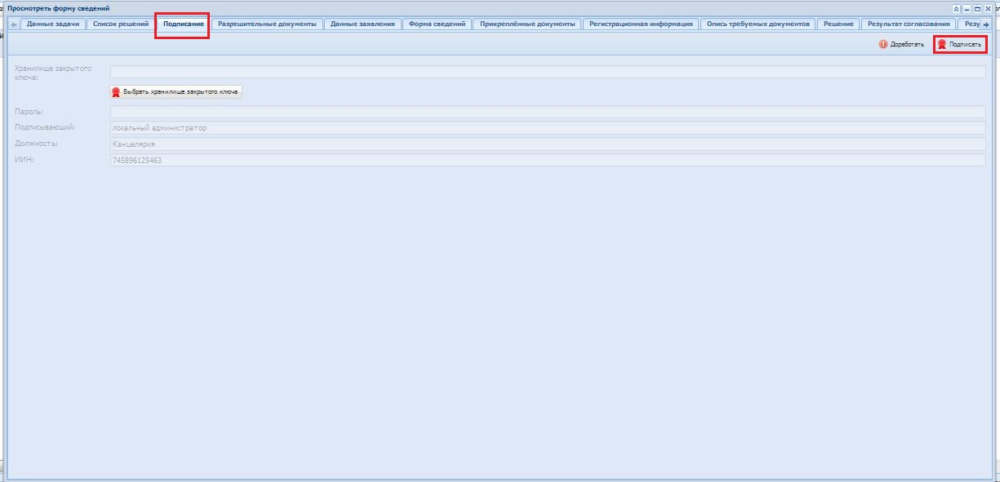 Просмотреть форму сведений
Данные задачи Список решений Подписание Разрешительные документы Данные заявления Форма сведений Прикреплённые документы Регистрационная информация Опись требуемых документов Решение Результат согласования Резу
Доработать Подписать
Хранилище закрытого
ключа:
Выбрать хранилище закрытого ключа
Пароль:
Подписывающий: локальный администратор
Должность: Канцелярия
ИИН: 745896125463